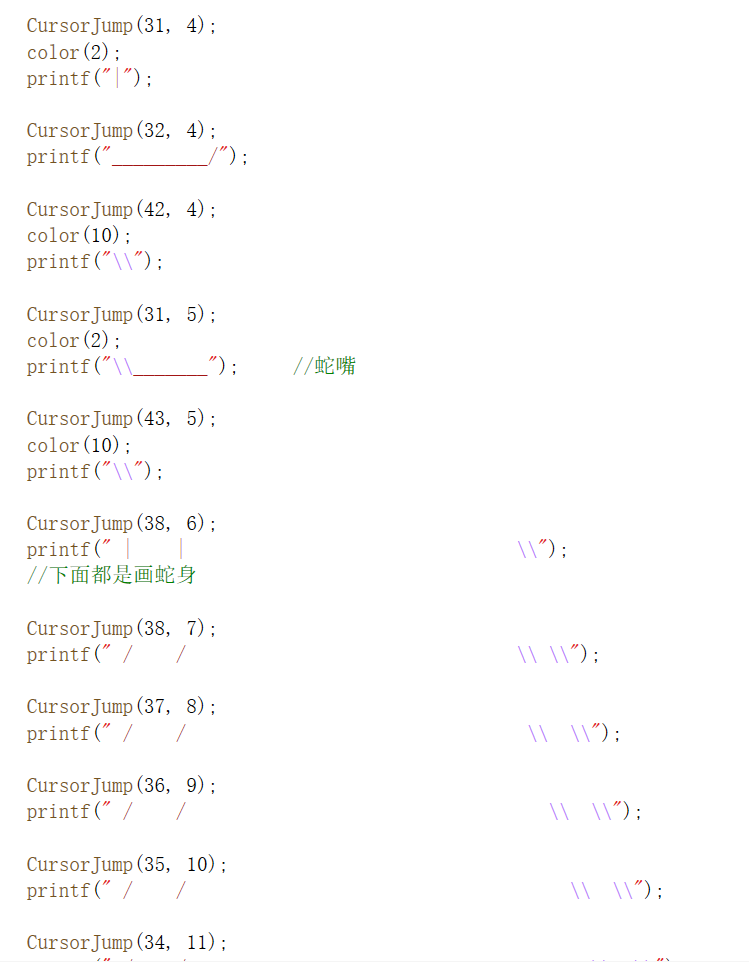 CursorJump(31, 4);
color(2);
printf("|");
CursorJump(32, 4);
printf("_________/");
CursorJump(42, 4);
color(10);
printf("\\");
CursorJump(31, 5);
color(2);
printf("\\_______");     //蛇嘴
CursorJump(43, 5);
color(10);
printf("\\");
CursorJump(38, 6);
printf(" |    |                               \\");
//下面都是画蛇身
CursorJump(38, 7);
printf(" /    /                               \\ \\");
CursorJump(37, 8);
printf(" /    /                                \\  \\");
CursorJump(36, 9);
printf(" /    /                                  \\  \\");
CursorJump(35, 10);
printf(" /    /                                    \\  \\");
CursorJump(34, 11);